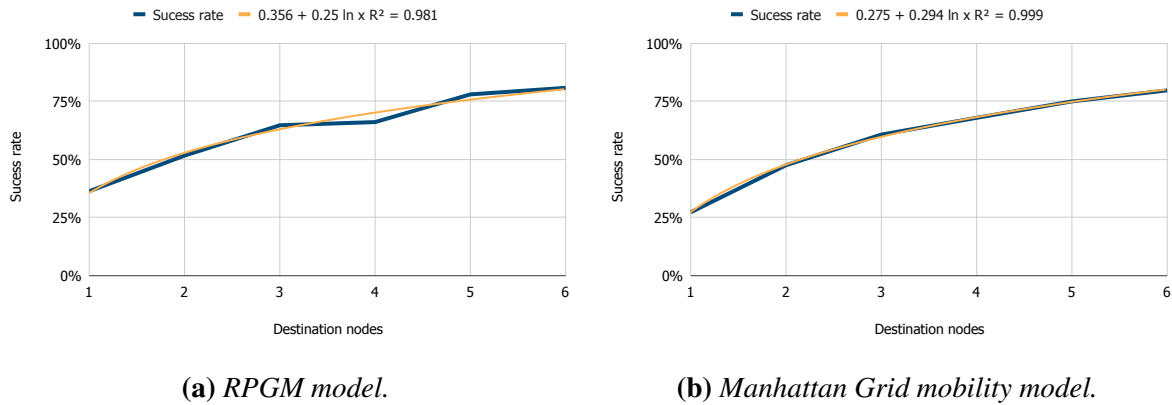 Sucess rate 0.356 + 0.25 ln x R² = 0.981
100%
75%
50%
25%
0%
Sucess rate
1 2 3 4 5 6
Destination nodes
(a) RPGM model.
Sucess rate 0.275 + 0.294 ln x R² = 0.999
100%
75%
50%
25%
0%
Sucess rate
1 2 3 4 5 6
Destination nodes
(b) Manhattan Grid mobility model.